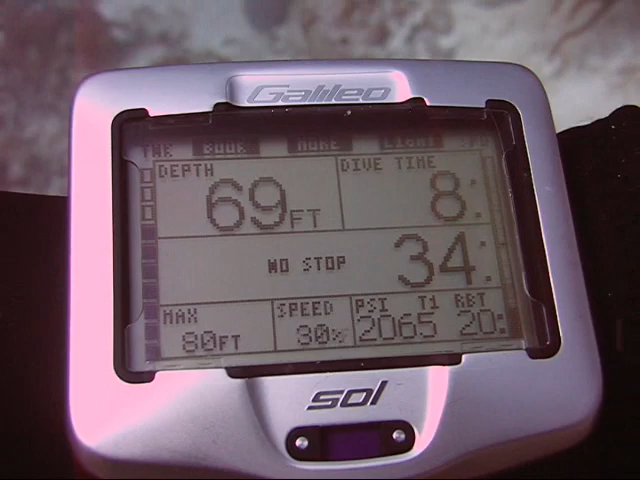 Galileo
BOOK MORE LIGHT
DEPTH DIVE TIME
69FT 8:
NO STOP 34:
MAX SPEED PSI T1 RBT
80FT 30% 2065 20:
sol